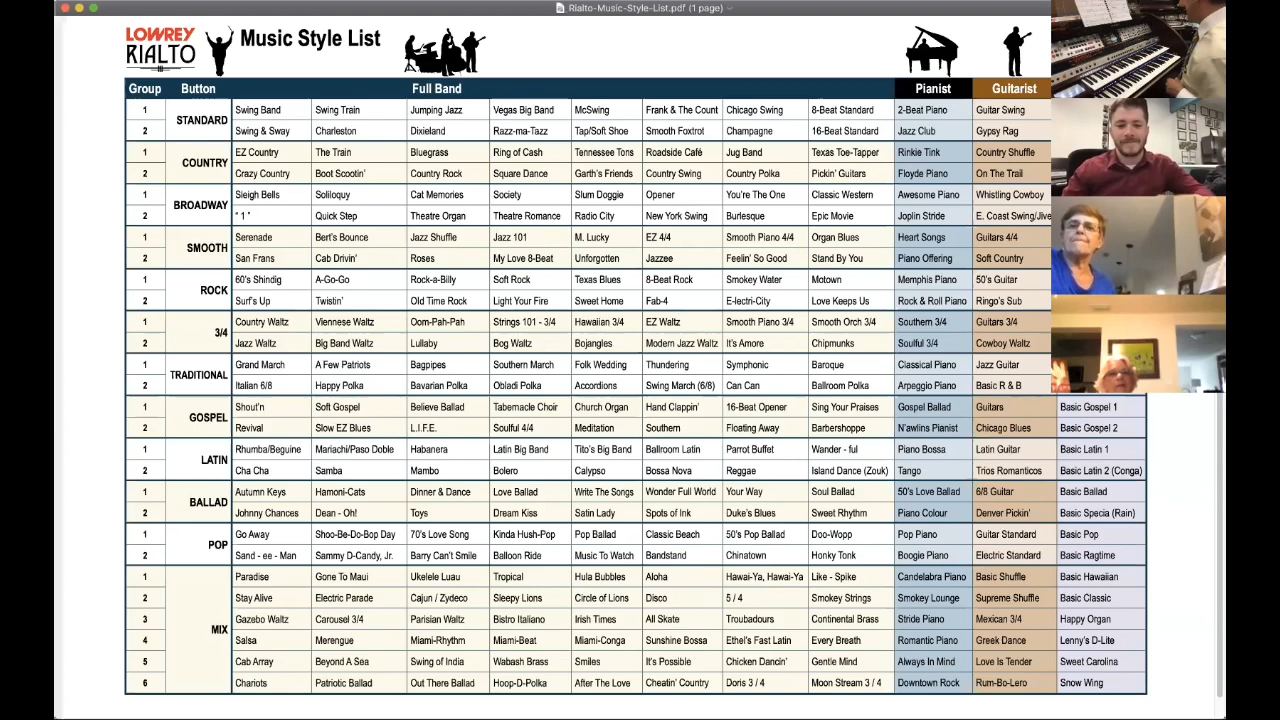 Rialto-Music-Style-List.pdf (1 page)
LOWREY
RIALTO
Music Style List
Group Button Full Band Pianist Guitarist
1 STANDARD Swing Band Swing Train Jumping Jazz Vegas Big Band McSwing Frank & The Count Chicago Swing 8-Beat Standard 2-Beat Piano Guitar Swing
2 Swing & Sway Charleston Dixieland Razz-ma-Tazz Tap/Soft Shoe Smooth Foxtrot Champagne 16-Beat Standard Jazz Club Gypsy Rag
1 COUNTRY EZ Country The Train Bluegrass Ring of Cash Tennessee Tons Roadside Café Jug Band Texas Toe-Tapper Rinkie Tink Country Shuffle
2 Crazy Country Boot Scootin' Country Rock Square Dance Garth's Friends Country Swing Country Polka Pickin' Guitars Floyde Piano On The Trail
1 BROADWAY Sleigh Bells Soliloquy Cat Memories Society Slum Doggie Opener You're The One Classic Western Awesome Piano Whistling Cowboy
2 " 1 " Quick Step Theatre Organ Theatre Romance Radio City New York Swing Burlesque Epic Movie Joplin Stride E. Coast Swing/Jive
1 SMOOTH Serenade Bert's Bounce Jazz Shuffle Jazz 101 M. Lucky EZ 4/4 Smooth Piano 4/4 Organ Blues Heart Songs Guitars 4/4
2 San Frans Cab Drivin' Roses My Love 8-Beat Unforgotten Jazzee Feelin' So Good Stand By You Piano Offering Soft Country
1 ROCK 60's Shindig A-Go-Go Rock-a-Billy Soft Rock Texas Blues 8-Beat Rock Smokey Water Motown Memphis Piano 50's Guitar
2 Surf's Up Twistin' Old Time Rock Light Your Fire Sweet Home Fab-4 E-lectri-City Love Keeps Us Rock & Roll Piano Ringo's Sub
1 3/4 Country Waltz Viennese Waltz Oom-Pah-Pah Strings 101 - 3/4 Hawaiian 3/4 EZ Waltz Smooth Piano 3/4 Smooth Orch 3/4 Southern 3/4 Guitars 3/4
2 Jazz Waltz Big Band Waltz Lullaby Bog Waltz Bojangles Modern Jazz Waltz It's Amore Chipmunks Soulful 3/4 Cowboy Waltz
1 TRADITIONAL Grand March A Few Patriots Bagpipes Southern March Folk Wedding Thundering Symphonic Baroque Classical Piano Jazz Guitar
2 Italian 6/8 Happy Polka Bavarian Polka Obladi Polka Accordions Swing March (6/8) Can Can Ballroom Polka Arpeggio Piano Basic R & B
1 GOSPEL Shout'n Soft Gospel Believe Ballad Tabernacle Choir Church Organ Hand Clappin' 16-Beat Opener Sing Your Praises Gospel Ballad Guitars Basic Gospel 1
2 Revival Slow EZ Blues L.I.F.E. Soulful 4/4 Meditation Southern Floating Away Barbershoppe N'awlins Pianist Chicago Blues Basic Gospel 2
1 LATIN Rhumba/Beguine Mariachi/Paso Doble Habanera Latin Big Band Tito's Big Band Ballroom Latin Parrot Buffet Wander - ful Piano Bossa Latin Guitar Basic Latin 1
2 Cha Cha Samba Mambo Bolero Calypso Bossa Nova Reggae Island Dance (Zouk) Tango Trios Romanticos Basic Latin 2 (Conga)
1 BALLAD Autumn Keys Hamoni-Cats Dinner & Dance Love Ballad Write The Songs Wonder Full World Your Way Soul Ballad 50's Love Ballad 6/8 Guitar Basic Ballad
2 Johnny Chances Dean - Oh! Toys Dream Kiss Satin Lady Spots of Ink Duke's Blues Sweet Rhythm Piano Colour Denver Pickin' Basic Specia (Rain)
1 POP Go Away Shoo-Be-Do-Bop Day 70's Love Song Kinda Hush-Pop Pop Ballad Classic Beach 50's Pop Ballad Doo-Wopp Pop Piano Guitar Standard Basic Pop
2 Sand - ee - Man Sammy D-Candy, Jr. Barry Can't Smile Balloon Ride Music To Watch Bandstand Chinatown Honky Tonk Boogie Piano Electric Standard Basic Ragtime
1 MIX Paradise Gone To Maui Ukelele Luau Tropical Hula Bubbles Aloha Hawai-Ya, Hawai-Ya Like - Spike Candelabra Piano Basic Shuffle Basic Hawaiian
2 Stay Alive Electric Parade Cajun / Zydeco Sleepy Lions Circle of Lions Disco 5 / 4 Smokey Strings Smokey Lounge Supreme Shuffle Basic Classic
3 Gazebo Waltz Carousel 3/4 Parisian Waltz Bistro Italiano Irish Times All Skate Troubadours Continental Brass Stride Piano Mexican 3/4 Happy Organ
4 Salsa Merengue Miami-Rhythm Miami-Beat Miami-Conga Sunshine Bossa Ethel's Fast Latin Every Breath Romantic Piano Greek Dance Lenny's D-Lite
5 Cab Array Beyond A Sea Swing of India Wabash Brass Smiles It's Possible Chicken Dancin' Gentle Mind Always In Mind Love Is Tender Sweet Carolina
6 Chariots Patriotic Ballad Out There Ballad Hoop-D-Polka After The Love Cheatin' Country Doris 3 / 4 Moon Stream 3 / 4 Downtown Rock Rum-Bo-Lero Snow Wing